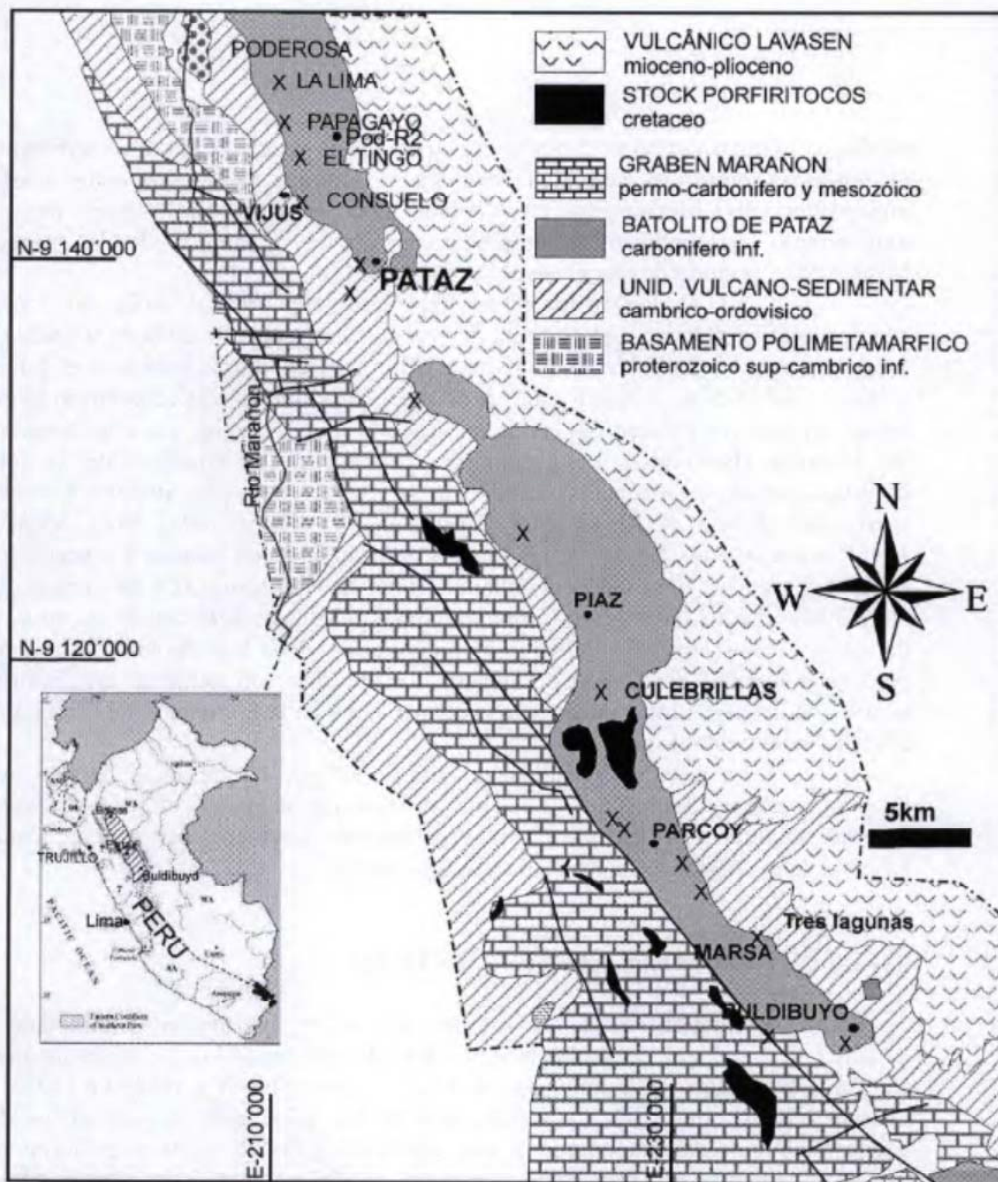 PODEROSA
X LA LIMA
X PAPAGAYO
Pod-R2
X EL TINGO
X CONSUELO
VIJUS
N-9 140´000
PATAZ
X
X
Rio Marañon
X
PIAZ
N-9 120´000
X CULEBRILLAS
X
X
PARCOY
X
X
Tres lagunas
MARSA
BULDIBUYO
X
E-210´000
E-230´000
VULCÂNICO LAVASEN
mioceno-plioceno
STOCK PORFIRITOCOS
cretaceo
GRABEN MARAÑON
permo-carbonifero y mesozóico
BATOLITO DE PATAZ
carbonifero inf.
UNID. VULCANO-SEDIMENTAR
cambrico-ordovisico
BASAMENTO POLIMETAMARFICO
proterozoico sup-cambrico inf.
N
W
E
S
5km
TRUJILLO
Buldibuyo
Lima
PERU
PACIFIC OCEAN